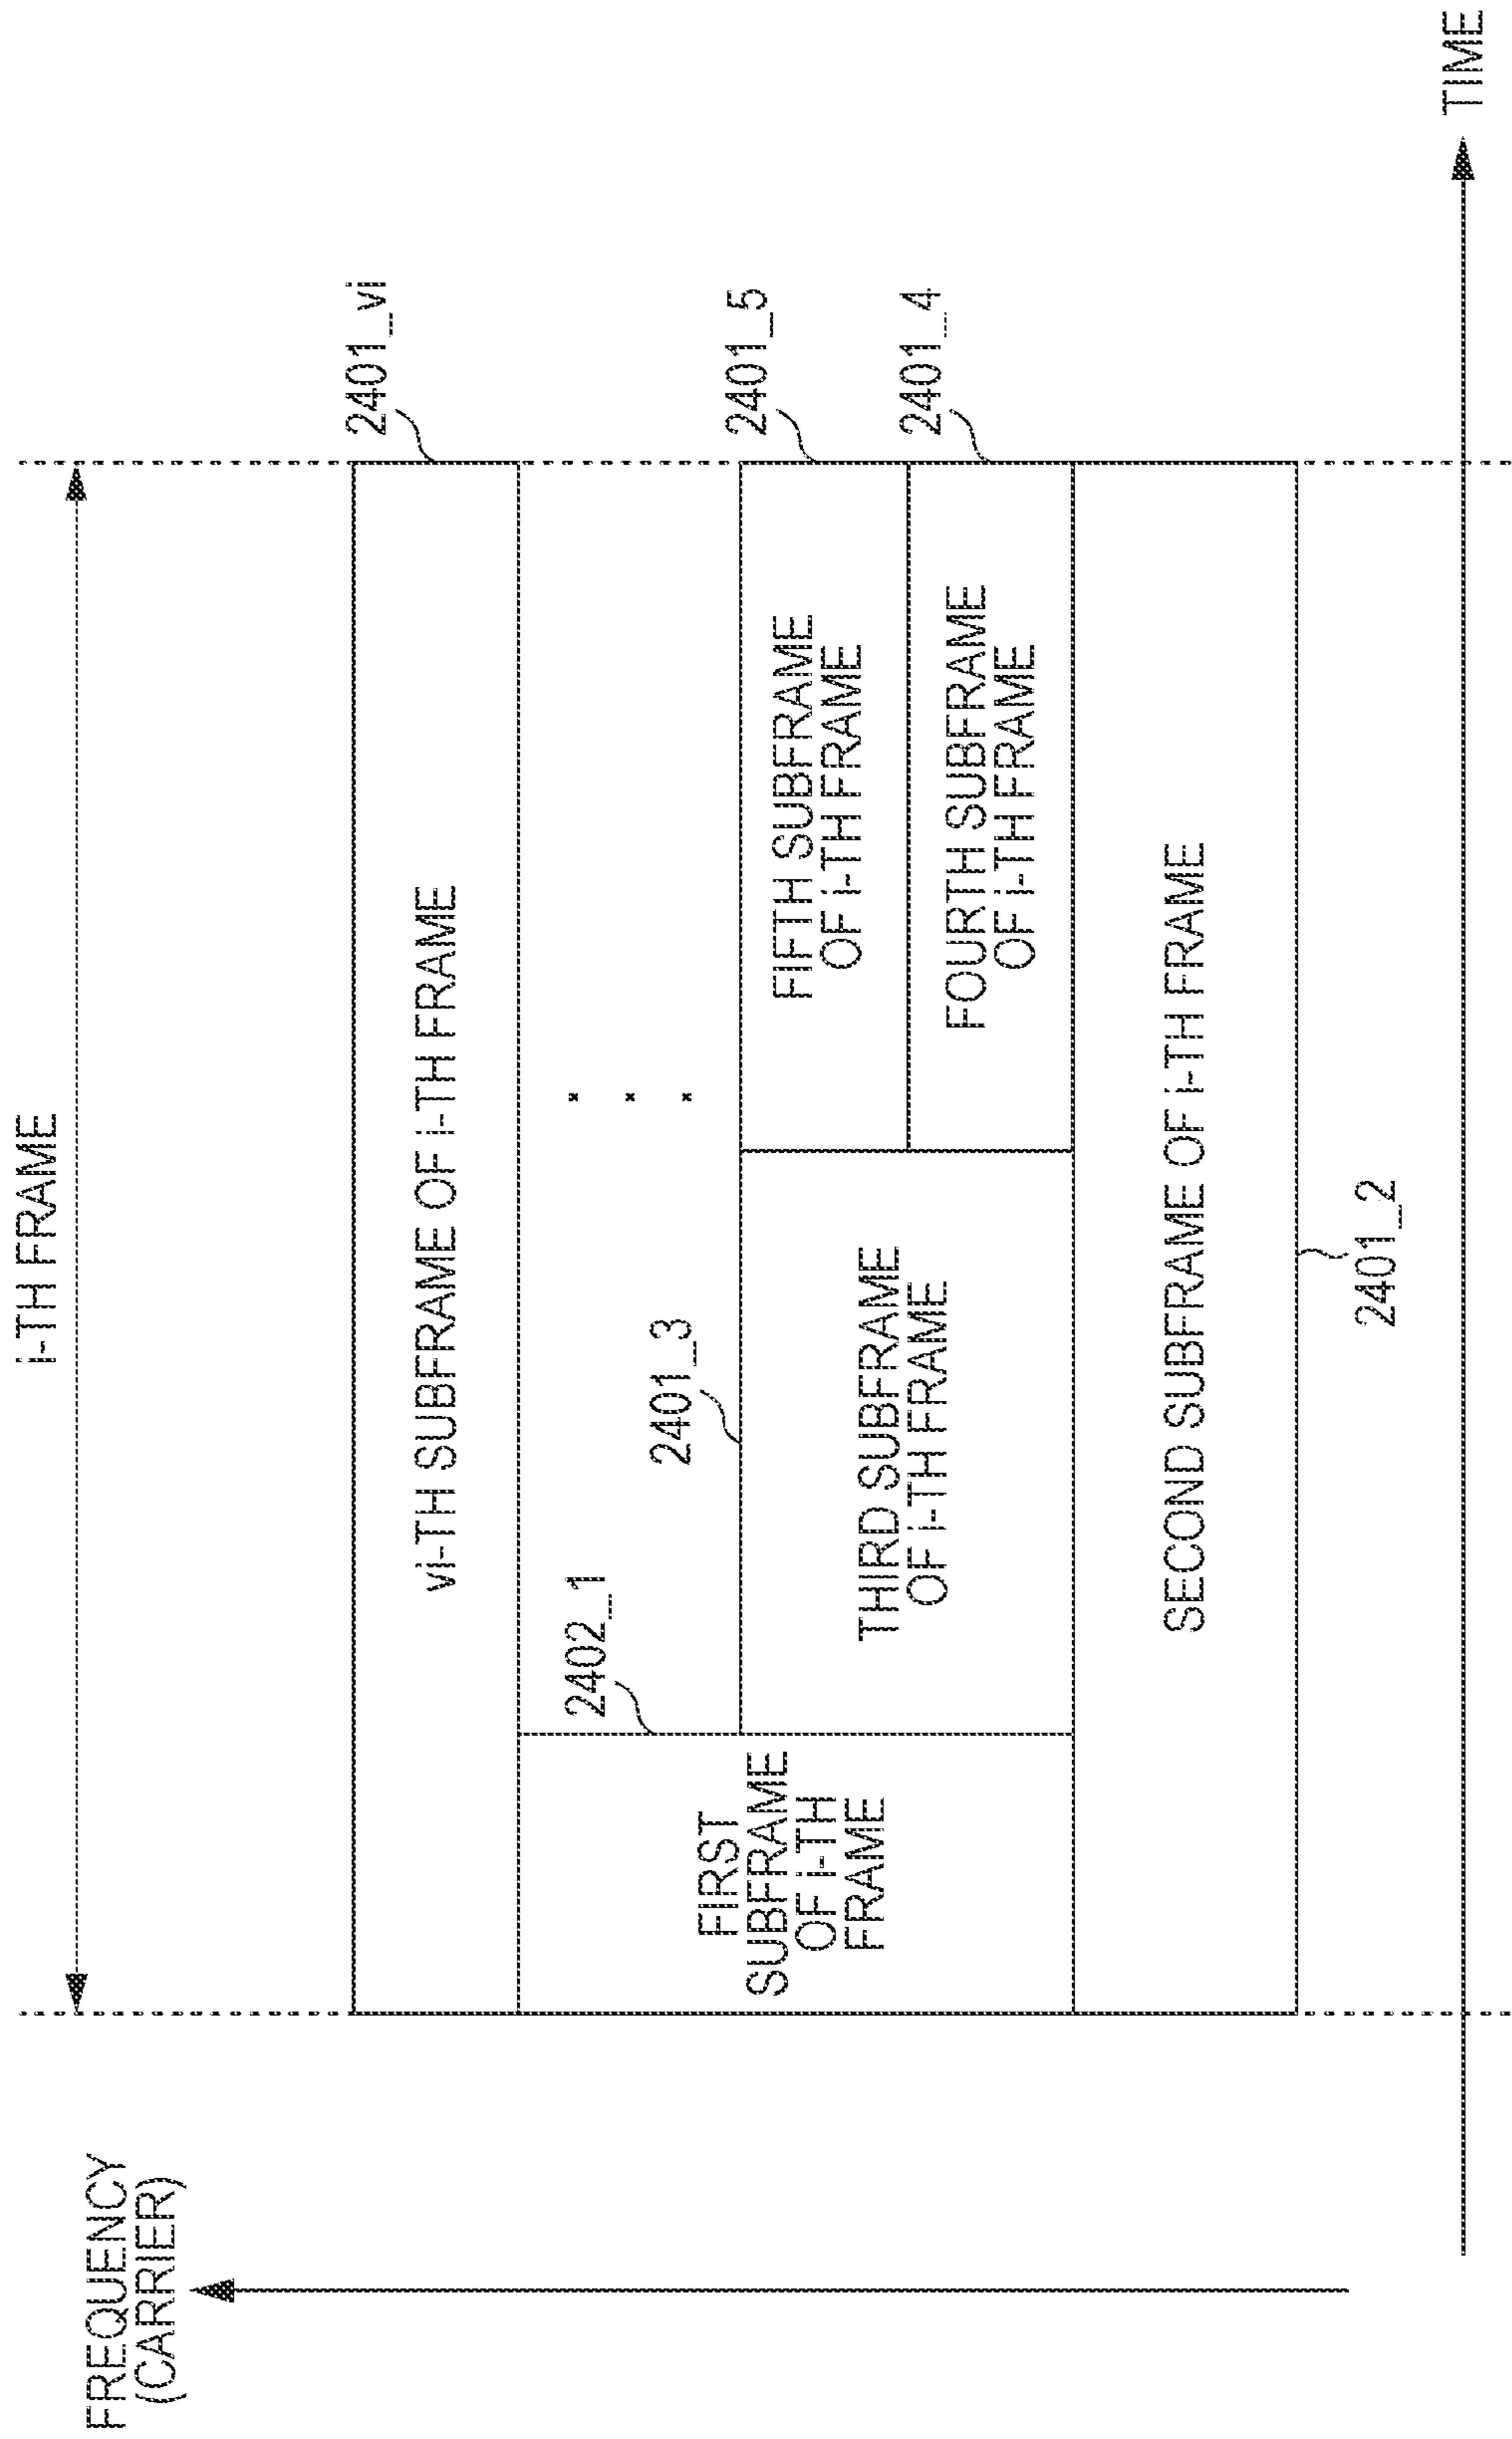 i-TH FRAME
FREQUENCY
(CARRIER)
2401_vi
vi-TH SUBFRAME OF i-TH FRAME
2402_1
2401_3
. . .
2401_5
FIRST
SUBFRAME
OF i-TH
FRAME
THIRD SUBFRAME
OF i-TH FRAME
FIFTH SUBFRAME
OF i-TH FRAME
2401_4
FOURTH SUBFRAME
OF i-TH FRAME
SECOND SUBFRAME OF i-TH FRAME
2401_2
TIME